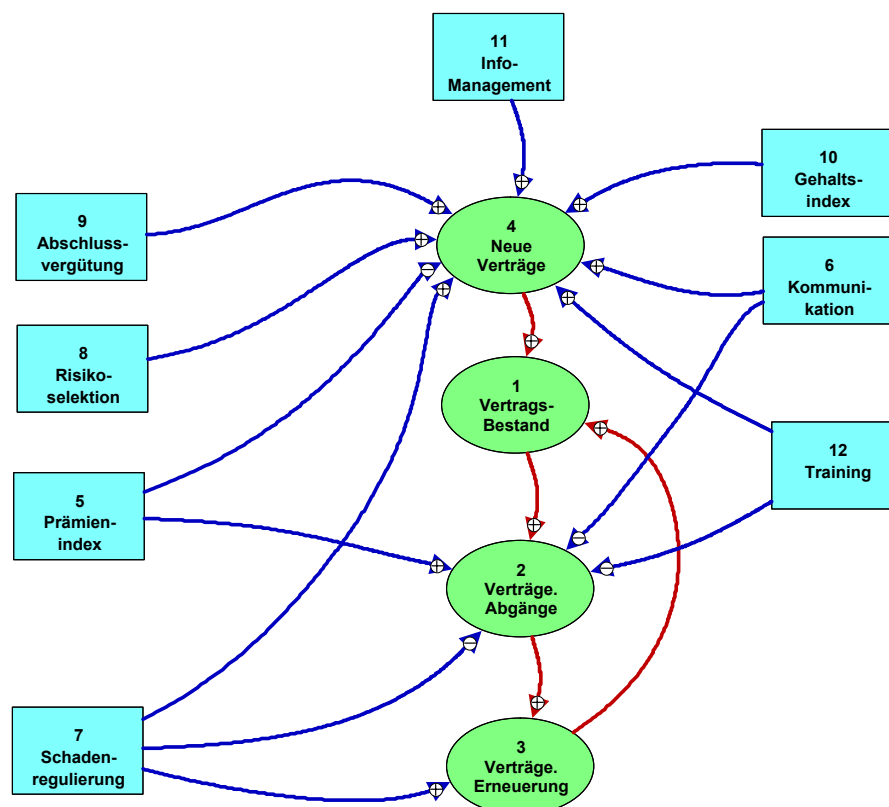 11
Info-
Management
10
Gehalts-
index
9
Abschluss-
vergütung
4
Neue
Verträge
6
Kommuni-
kation
8
Risiko-
selektion
1
Vertrags-
Bestand
12
Training
5
Prämien-
index
2
Verträge.
Abgänge
7
Schaden-
regulierung
3
Verträge.
Erneuerung